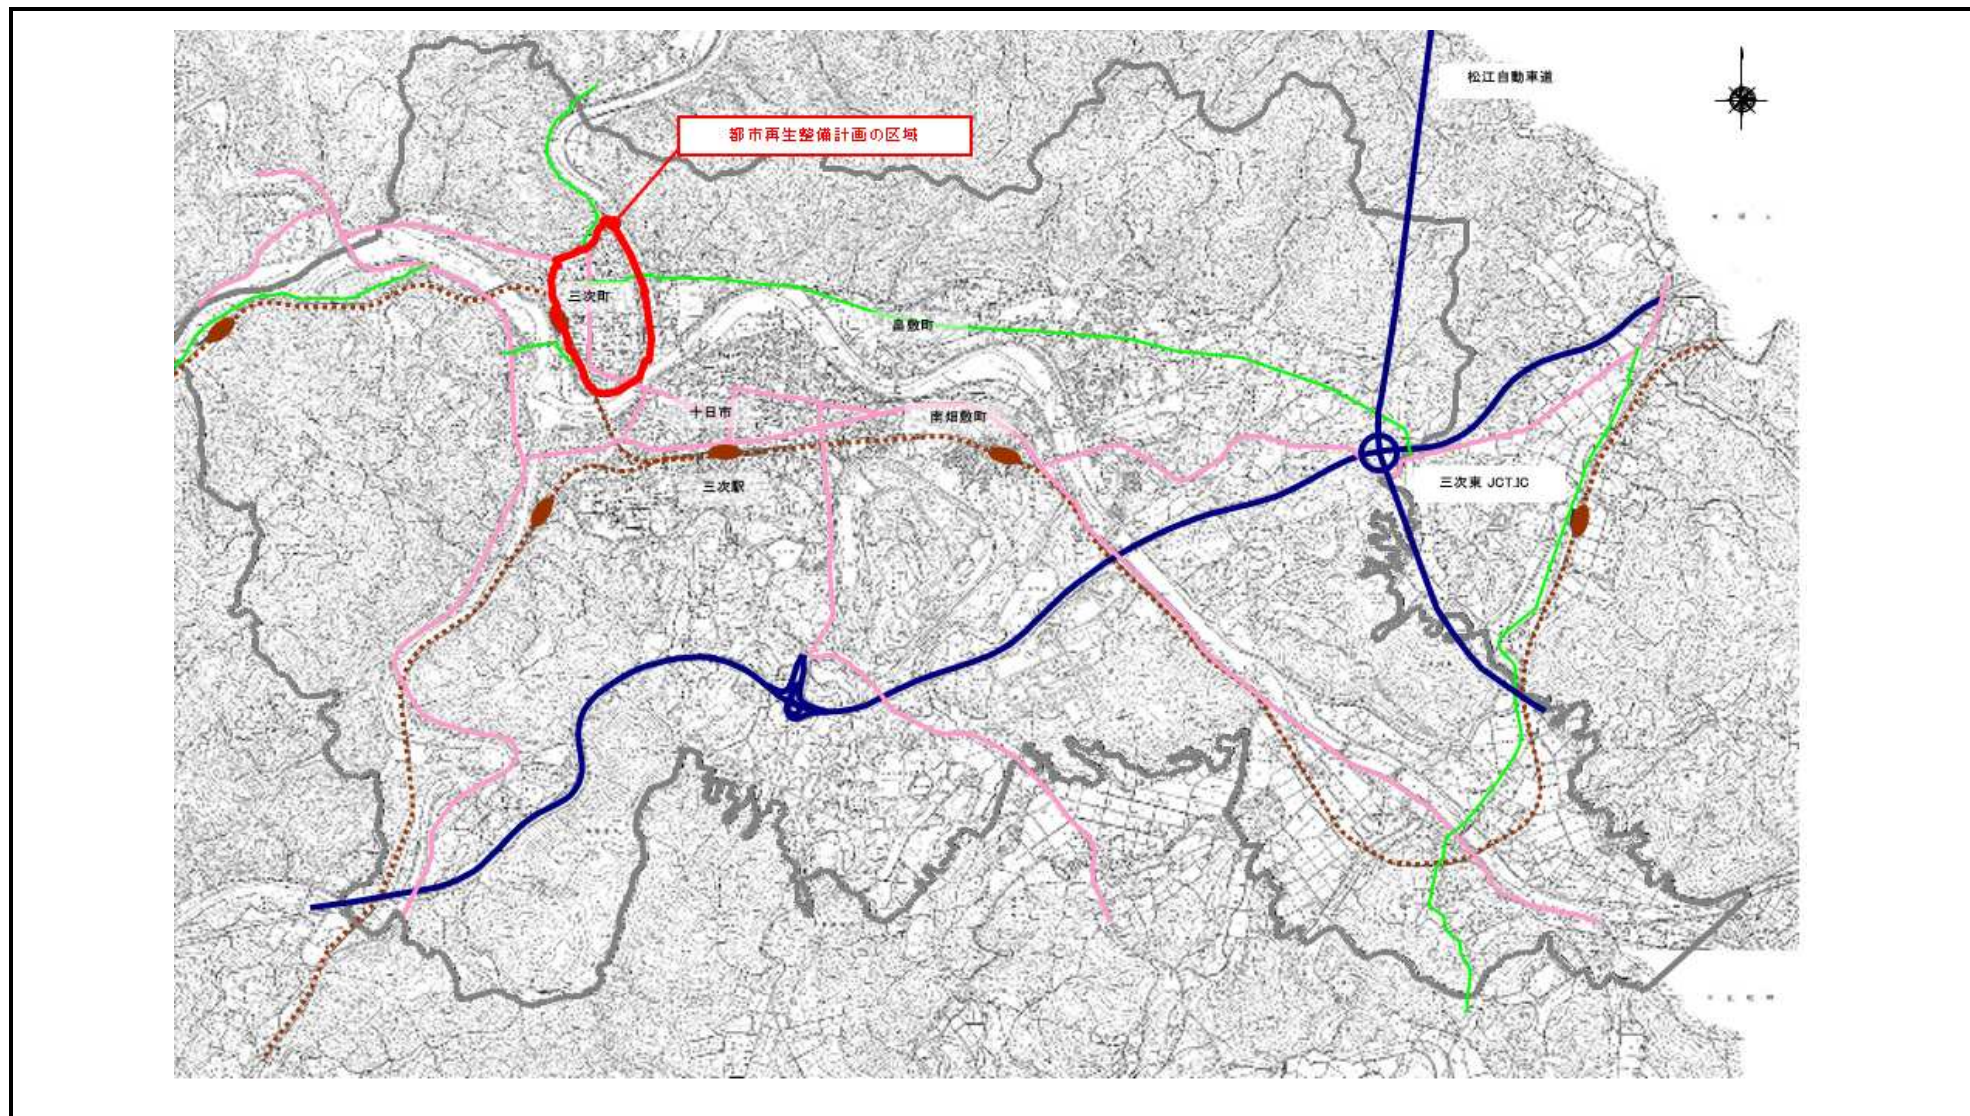 松江自動車道
都市再生整備計画の区域
三次町
畠敷町
十日市
南畑敷町
三次駅
三次東 JCT.IC